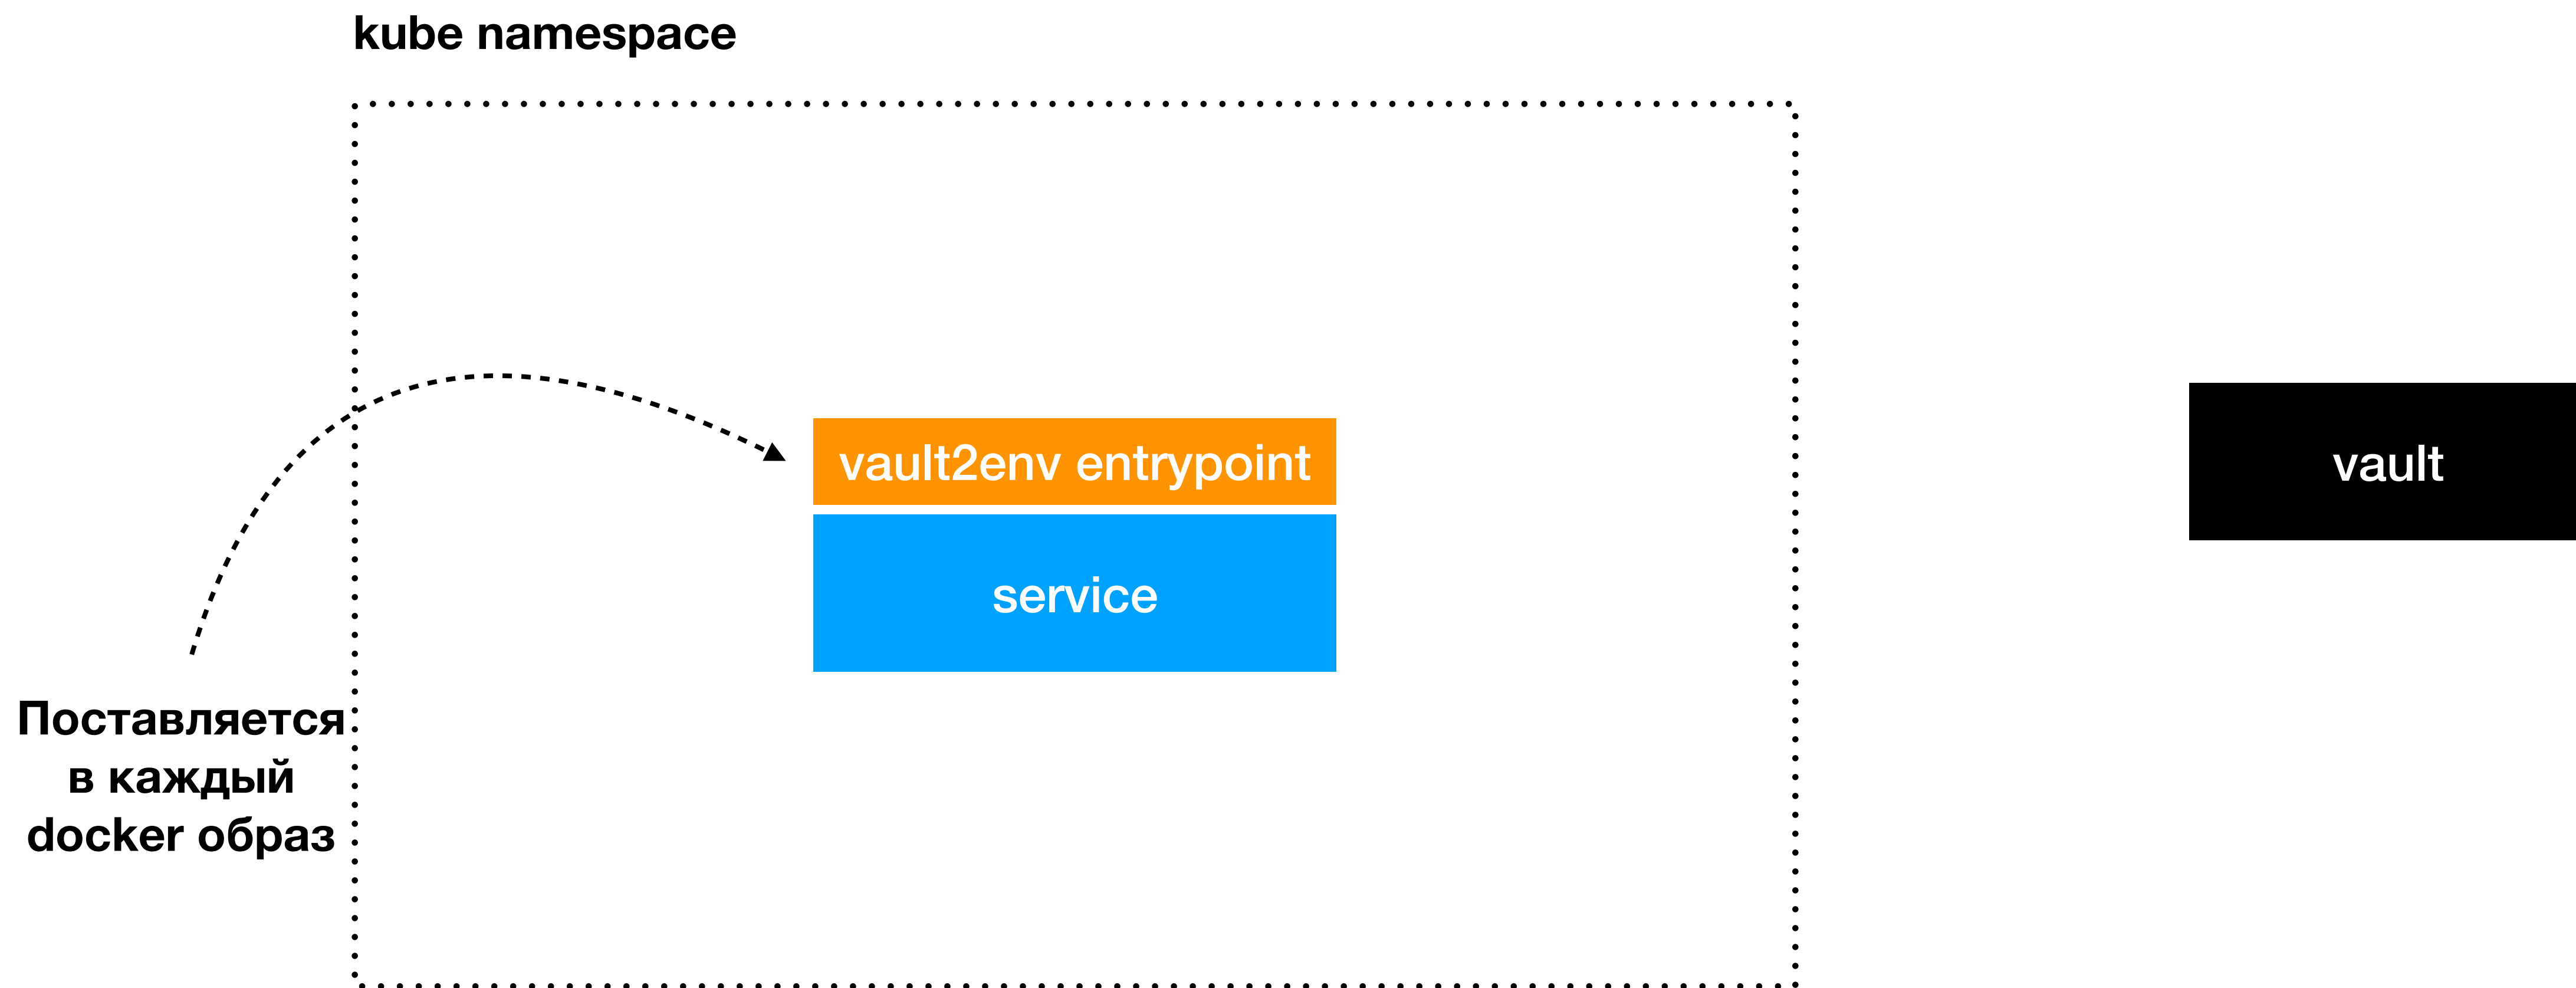 kube namespace
vault2env entrypoint
vault
service
Поставляется
в каждый
docker образ